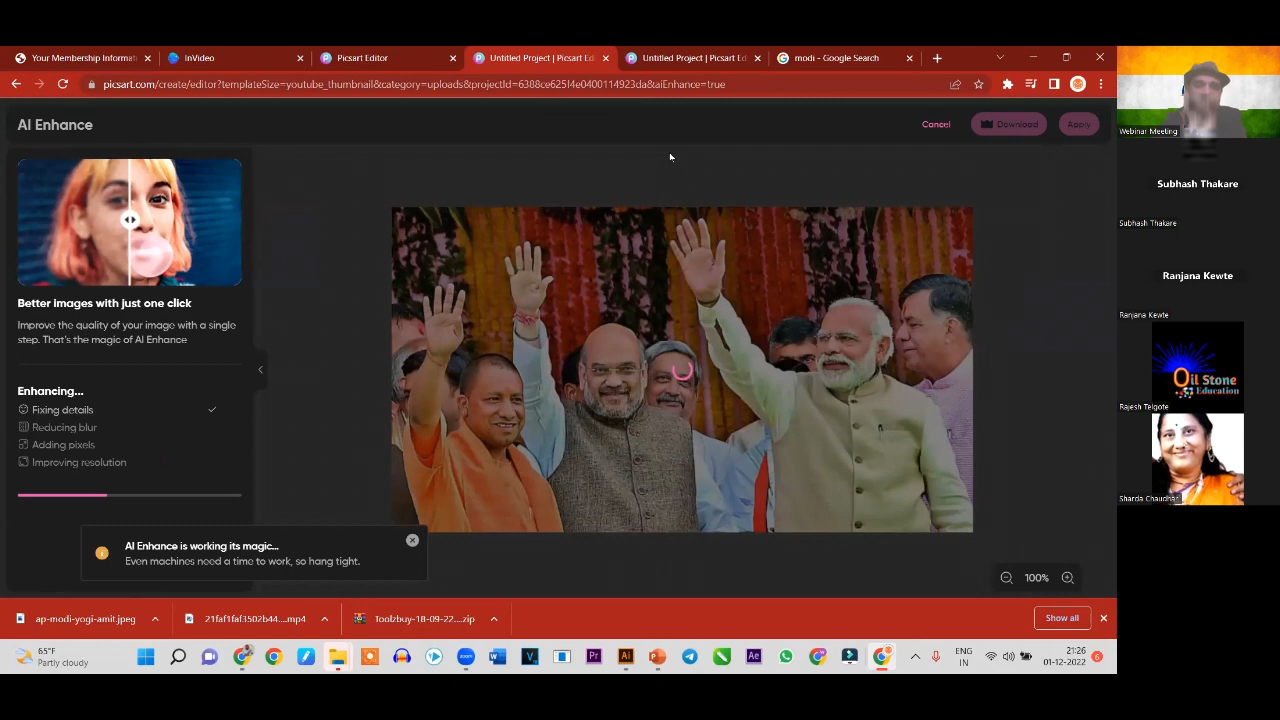 Your Membership Informat
InVideo
Picsart Editor
Untitled Project | Picsart Ed
Untitled Project | Picsart Ed
modi - Google Search
picsart.com/create/editor?templateSize=youtube_thumbnail&category=uploads&projectId=6388ce625f4e0400114923da&aiEnhance=true
AI Enhance
Cancel
Download
Apply
Better images with just one click
Improve the quality of your image with a single
step. That's the magic of AI Enhance
Enhancing...
Fixing details
Reducing blur
Adding pixels
Improving resolution
AI Enhance is working its magic...
Even machines need a time to work, so hang tight.
100%
ap-modi-yogi-amit.jpeg
21faf1faf3502b44....mp4
Toolzbuy-18-09-22....zip
Show all
65°F
Partly cloudy
ENG
IN
21:26
01-12-2022
6
Webinar Meeting
Subhash Thakare
Subhash Thakare
Ranjana Kewte
Ranjana Kewte
Oil Stone
Education
Rajesh Telgote
Sharda Chaudhar